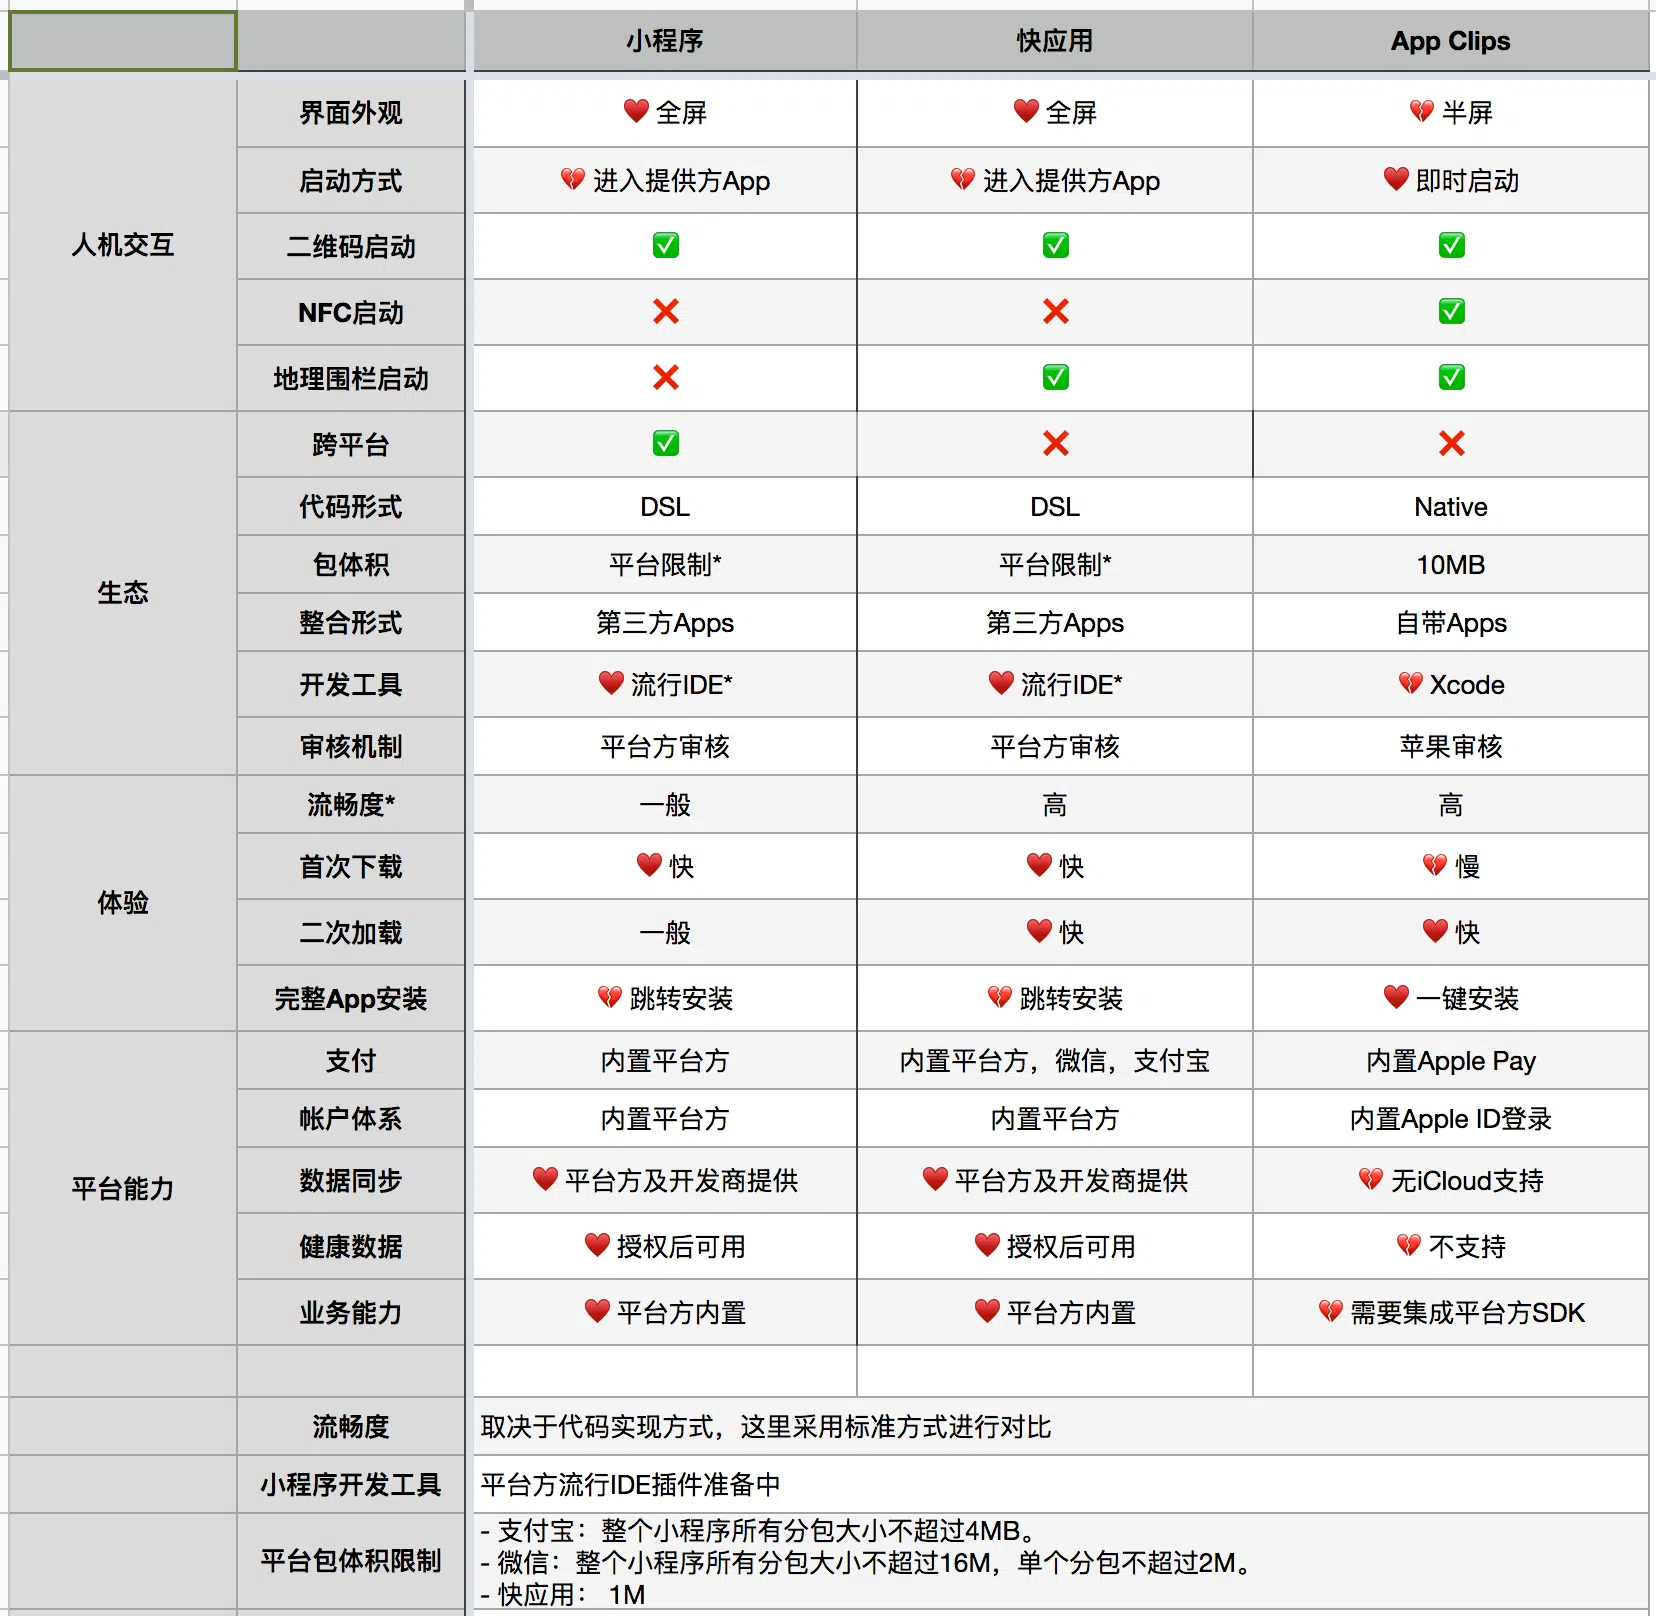 小程序 快应用 App Clips
人机交互
界面外观 ♥️ 全屏 ♥️ 全屏 💔 半屏
启动方式 💔 进入提供方App 💔 进入提供方App ♥️ 即时启动
二维码启动 ✅ ✅ ✅
NFC启动 ❌ ❌ ✅
地理围栏启动 ❌ ✅ ✅
生态
跨平台 ✅ ❌ ❌
代码形式 DSL DSL Native
包体积 平台限制* 平台限制* 10MB
整合形式 第三方Apps 第三方Apps 自带Apps
开发工具 ♥️ 流行IDE* ♥️ 流行IDE* 💔 Xcode
审核机制 平台方审核 平台方审核 苹果审核
体验
流畅度* 一般 高 高
首次下载 ♥️ 快 ♥️ 快 💔 慢
二次加载 一般 ♥️ 快 ♥️ 快
完整App安装 💔 跳转安装 💔 跳转安装 ♥️ 一键安装
平台能力
支付 内置平台方 内置平台方，微信，支付宝 内置Apple Pay
帐户体系 内置平台方 内置平台方 内置Apple ID登录
数据同步 ♥️ 平台方及开发商提供 ♥️ 平台方及开发商提供 💔 无iCloud支持
健康数据 ♥️ 授权后可用 ♥️ 授权后可用 💔 不支持
业务能力 ♥️ 平台方内置 ♥️ 平台方内置 💔 需要集成平台方SDK
流畅度 取决于代码实现方式，这里采用标准方式进行对比
小程序开发工具 平台方流行IDE插件准备中
平台包体积限制
- 支付宝：整个小程序所有分包大小不超过4MB。
- 微信：整个小程序所有分包大小不超过16M，单个分包不超过2M。
- 快应用： 1M